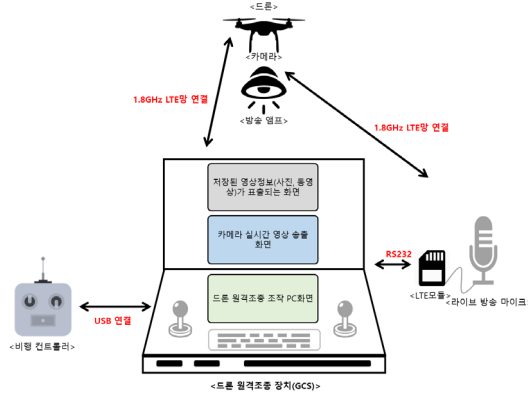 <드론>
<카메라>
1.8GHz LTE망 연결
<방송 앰프>
1.8GHz LTE망 연결
저장된 영상정보(사진, 동영
상)가 표출되는 화면
카메라 실시간 영상 송출
화면
RS232
드론 원격조종 조작 PC화면
<LTE모듈>
<라이브 방송 마이크>
USB 연결
<비행 컨트롤러>
<드론 원격조종 장치(GCS)>